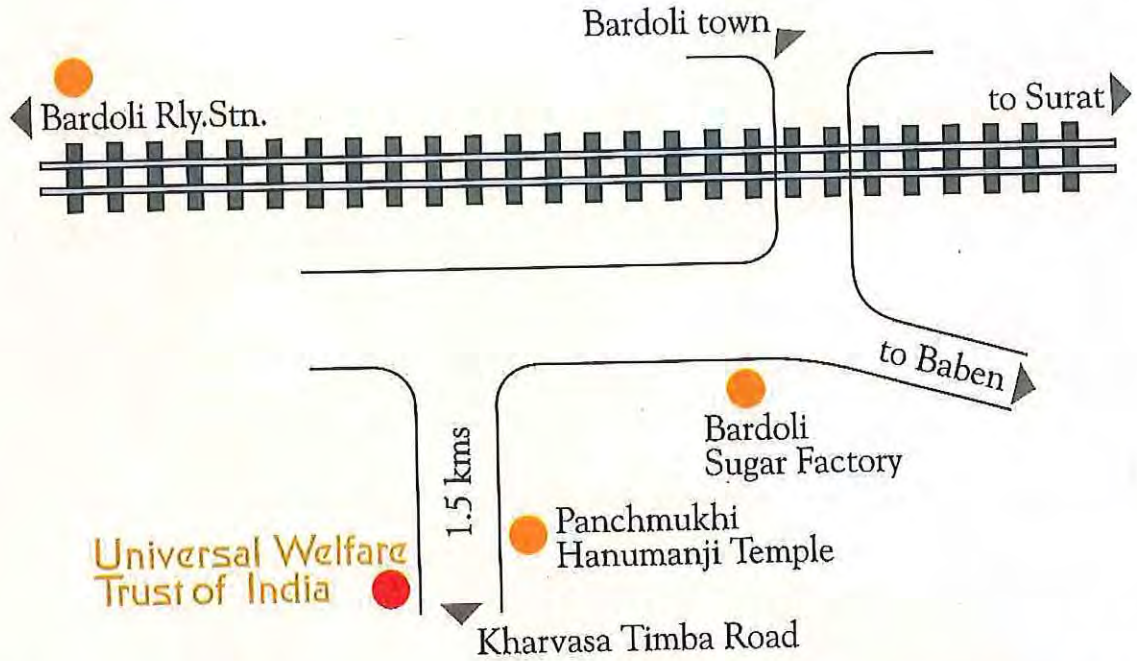 Bardoli town
Bardoli Rly.Stn.
to Surat
to Baben
Bardoli
Sugar Factory
1.5 kms
Panchmukhi
Hanumanji Temple
Universal Welfare
Trust of India
Kharvasa Timba Road